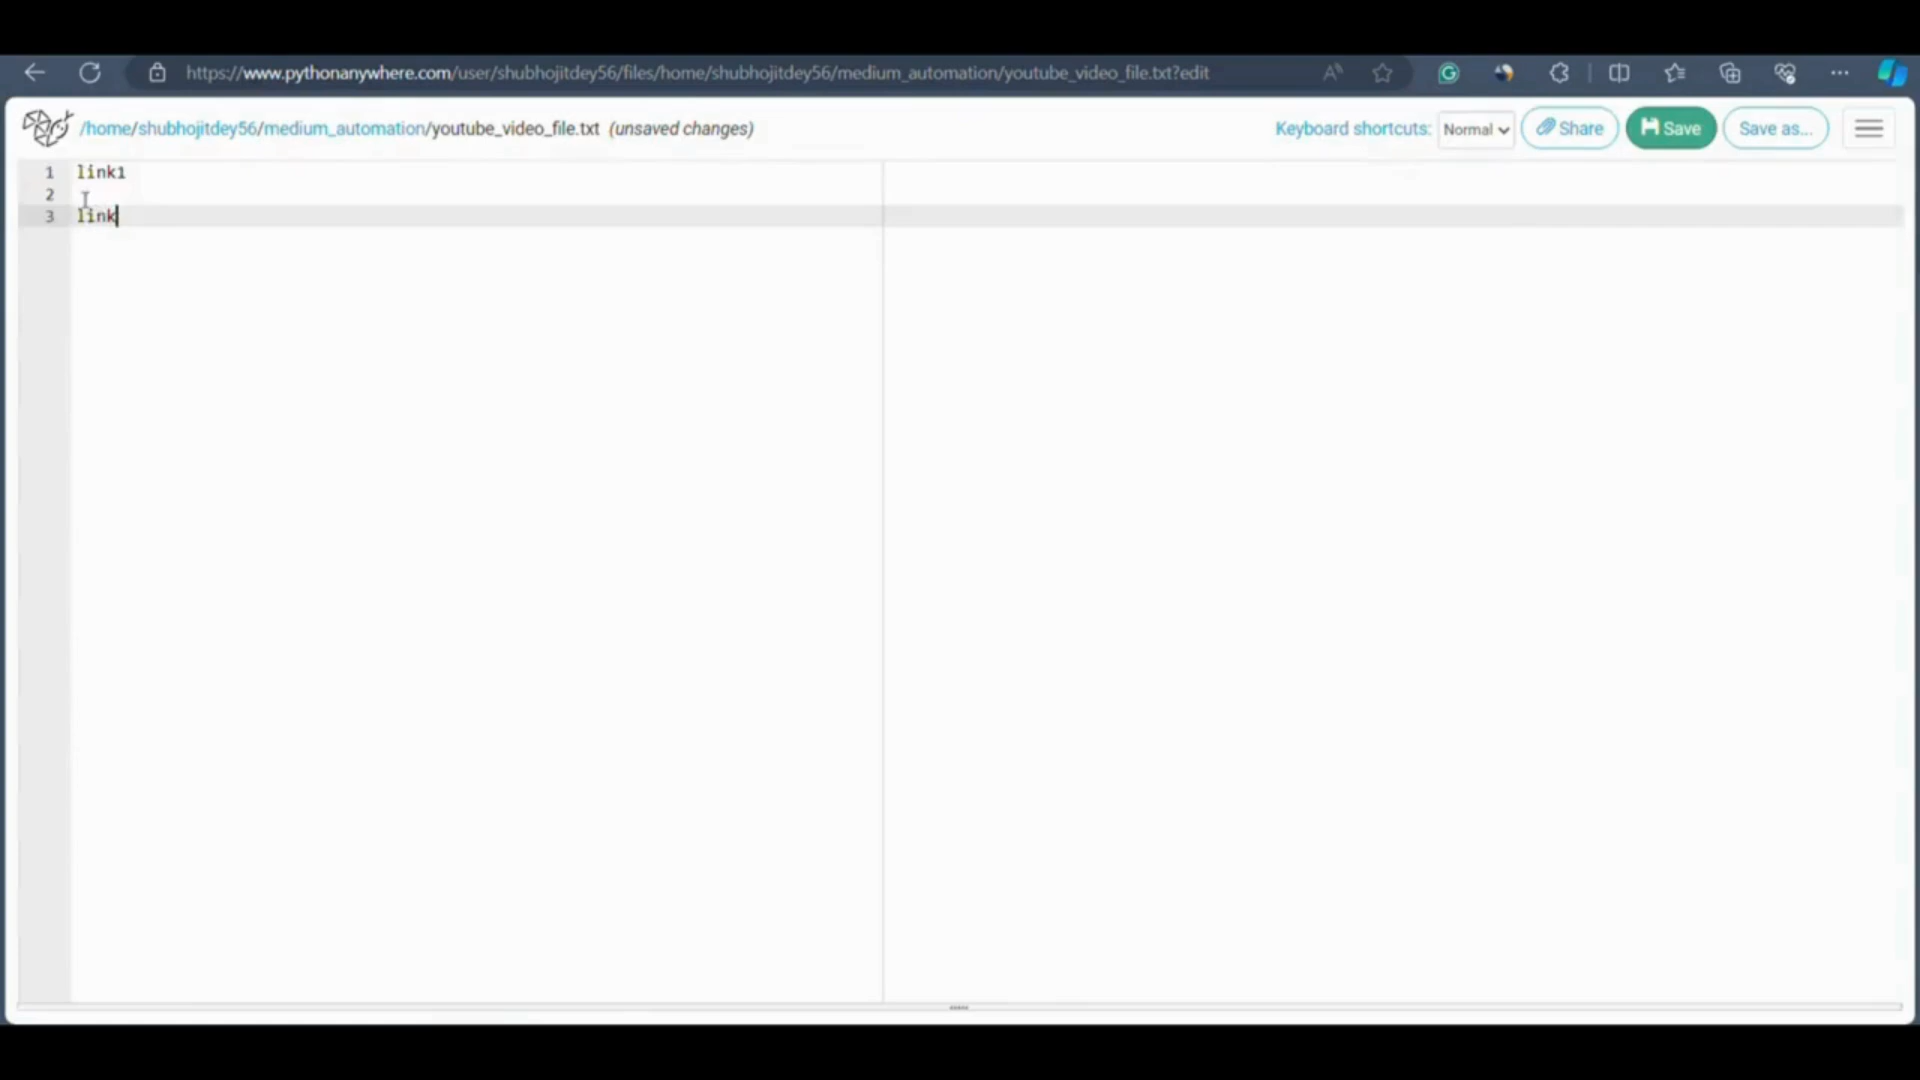 https://www.pythonanywhere.com/user/shubhojitdey56/files/home/shubhojitdey56/medium_automation/youtube_video_file.txt?edit
/home/shubhojitdey56/medium_automation/youtube_video_file.txt (unsaved changes)
Keyboard shortcuts: Normal Share Save Save as...
1 link1
2
3 link